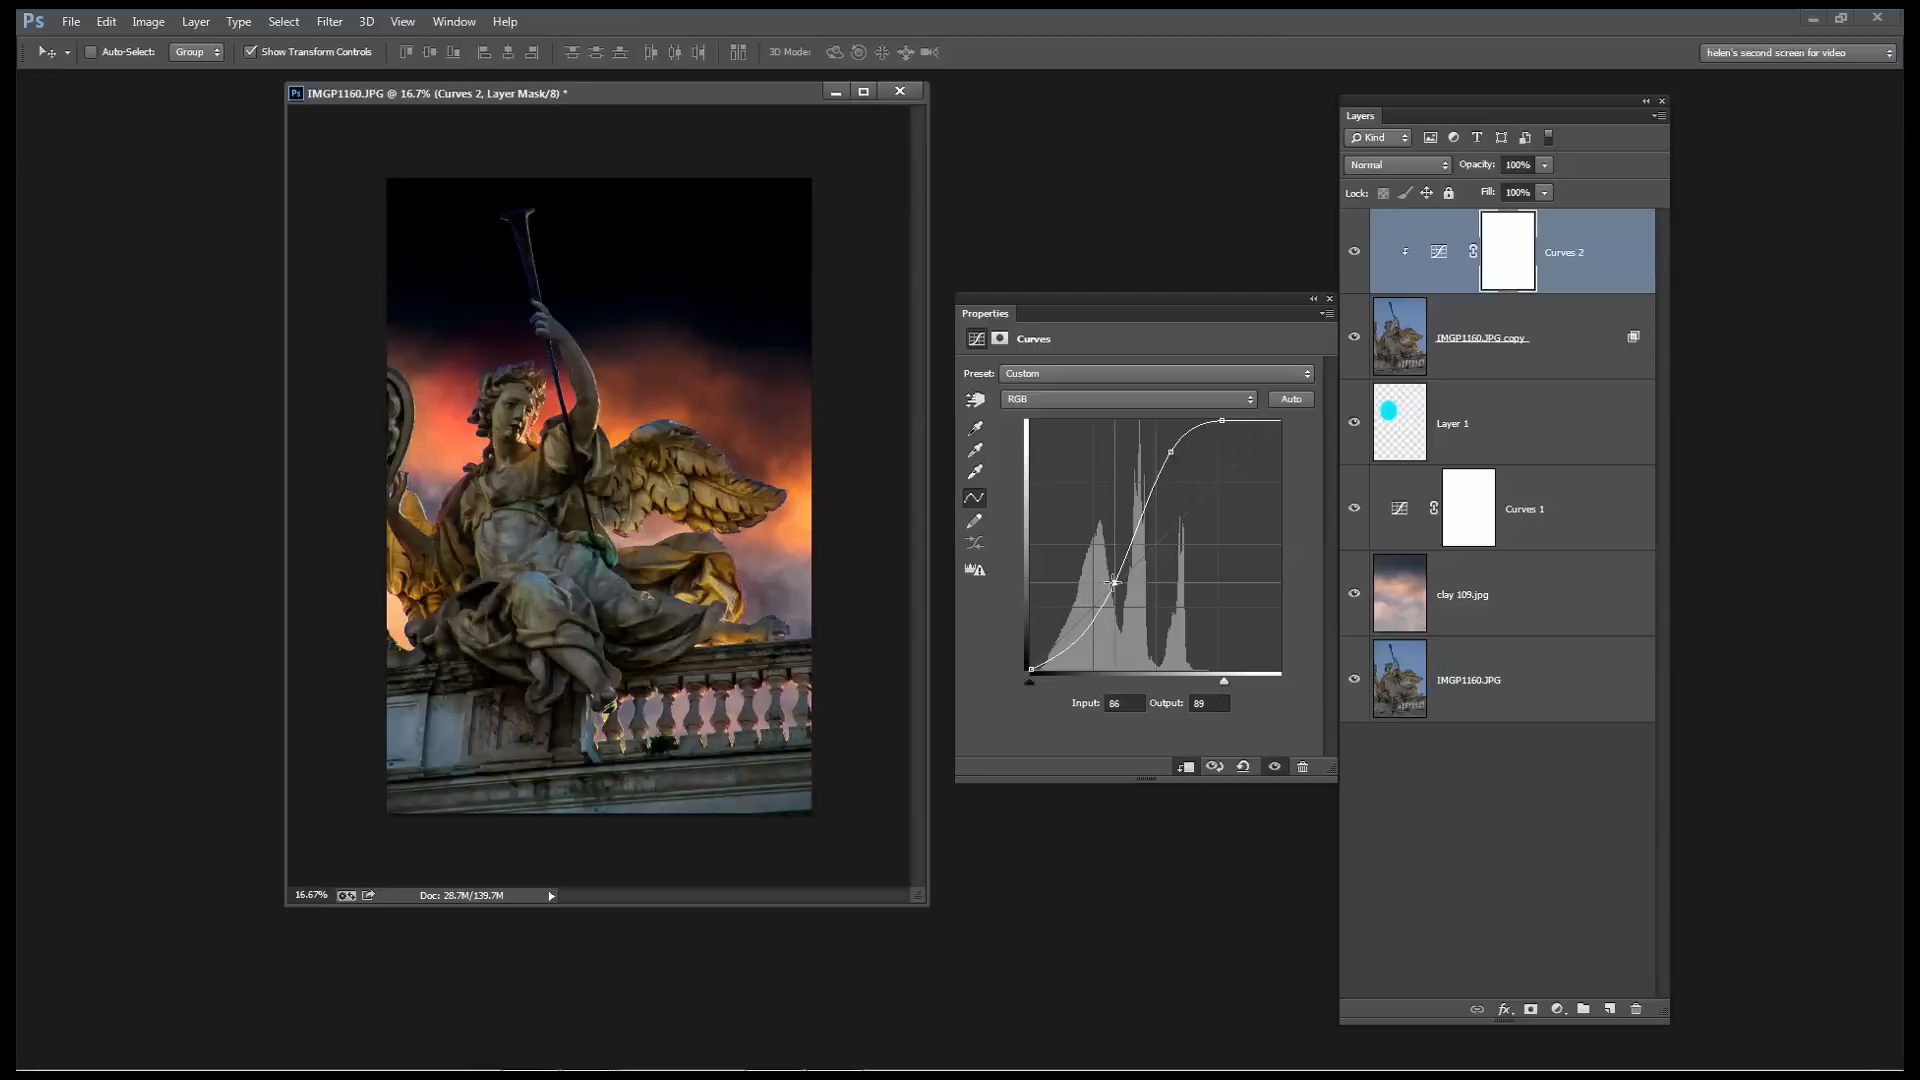 Ps File Edit Image Layer Type Select Filter 3D View Window Help
Auto-Select: Group Show Transform Controls 3D Mode: helen's second screen for video
Ps IMGP1160.JPG @ 16.7% (Curves 2, Layer Mask/8) *
Layers
Kind
Normal Opacity: 100%
Lock: Fill: 100%
Curves 2
IMGP1160.JPG copy
Layer 1
Curves 1
clay 109.jpg
IMGP1160.JPG
Properties
Curves
Preset: Custom
RGB Auto
Input: 86 Output: 89
16.67% Doc: 28.7M/139.7M
fx